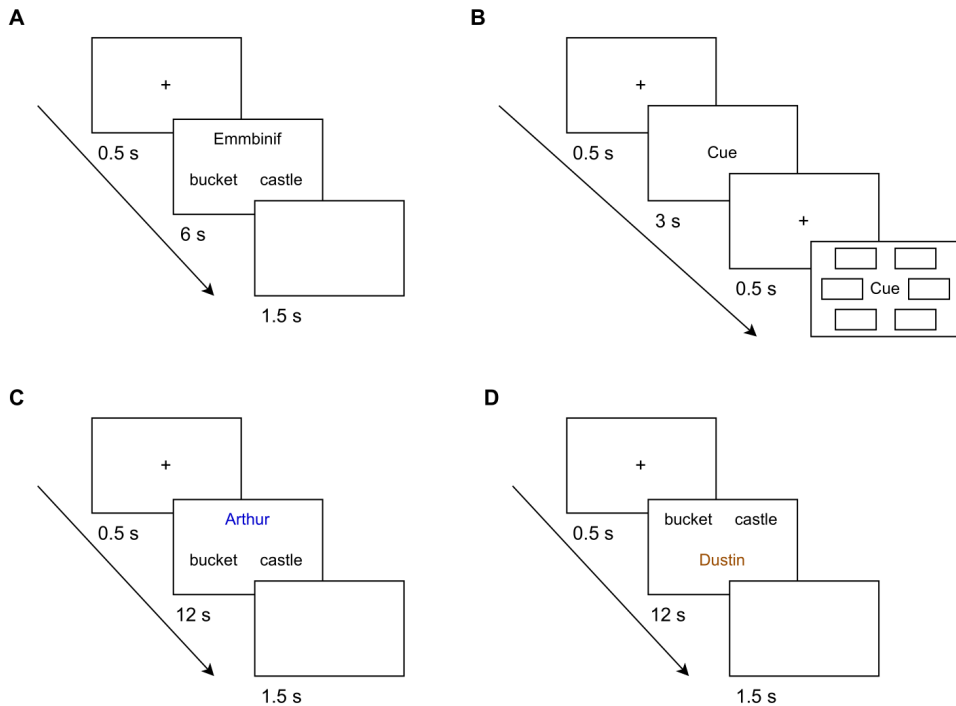 A
+
0.5 s
Emmbinif
bucket castle
6 s
1.5 s
B
+
0.5 s
Cue
3 s
+
0.5 s
Cue
C
+
0.5 s
Arthur
bucket castle
12 s
1.5 s
D
+
0.5 s
bucket castle
Dustin
12 s
1.5 s